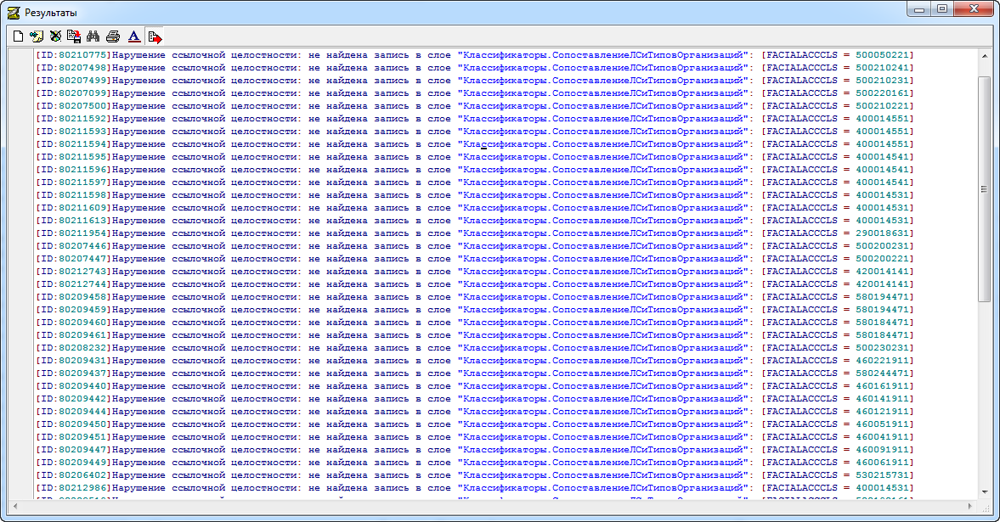 Результаты
[ID:80210775]Нарушение ссылочной целостности: не найдена запись в слое "Классификаторы.СопоставлениеЛСиТиповОрганизаций": [FACIALACCCLS = 500050221]
[ID:80207498]Нарушение ссылочной целостности: не найдена запись в слое "Классификаторы.СопоставлениеЛСиТиповОрганизаций": [FACIALACCCLS = 500210241]
[ID:80207499]Нарушение ссылочной целостности: не найдена запись в слое "Классификаторы.СопоставлениеЛСиТиповОрганизаций": [FACIALACCCLS = 500210231]
[ID:80207099]Нарушение ссылочной целостности: не найдена запись в слое "Классификаторы.СопоставлениеЛСиТиповОрганизаций": [FACIALACCCLS = 500220161]
[ID:80207500]Нарушение ссылочной целостности: не найдена запись в слое "Классификаторы.СопоставлениеЛСиТиповОрганизаций": [FACIALACCCLS = 500210221]
[ID:80211592]Нарушение ссылочной целостности: не найдена запись в слое "Классификаторы.СопоставлениеЛСиТиповОрганизаций": [FACIALACCCLS = 400014551]
[ID:80211593]Нарушение ссылочной целостности: не найдена запись в слое "Классификаторы.СопоставлениеЛСиТиповОрганизаций": [FACIALACCCLS = 400014551]
[ID:80211594]Нарушение ссылочной целостности: не найдена запись в слое "Классификаторы.СопоставлениеЛСиТиповОрганизаций": [FACIALACCCLS = 400014551]
[ID:80211595]Нарушение ссылочной целостности: не найдена запись в слое "Классификаторы.СопоставлениеЛСиТиповОрганизаций": [FACIALACCCLS = 400014541]
[ID:80211596]Нарушение ссылочной целостности: не найдена запись в слое "Классификаторы.СопоставлениеЛСиТиповОрганизаций": [FACIALACCCLS = 400014541]
[ID:80211597]Нарушение ссылочной целостности: не найдена запись в слое "Классификаторы.СопоставлениеЛСиТиповОрганизаций": [FACIALACCCLS = 400014541]
[ID:80211598]Нарушение ссылочной целостности: не найдена запись в слое "Классификаторы.СопоставлениеЛСиТиповОрганизаций": [FACIALACCCLS = 400014531]
[ID:80211609]Нарушение ссылочной целостности: не найдена запись в слое "Классификаторы.СопоставлениеЛСиТиповОрганизаций": [FACIALACCCLS = 400014531]
[ID:80211613]Нарушение ссылочной целостности: не найдена запись в слое "Классификаторы.СопоставлениеЛСиТиповОрганизаций": [FACIALACCCLS = 400014531]
[ID:80211954]Нарушение ссылочной целостности: не найдена запись в слое "Классификаторы.СопоставлениеЛСиТиповОрганизаций": [FACIALACCCLS = 290018631]
[ID:80207446]Нарушение ссылочной целостности: не найдена запись в слое "Классификаторы.СопоставлениеЛСиТиповОрганизаций": [FACIALACCCLS = 500200231]
[ID:80207447]Нарушение ссылочной целостности: не найдена запись в слое "Классификаторы.СопоставлениеЛСиТиповОрганизаций": [FACIALACCCLS = 500200221]
[ID:80212743]Нарушение ссылочной целостности: не найдена запись в слое "Классификаторы.СопоставлениеЛСиТиповОрганизаций": [FACIALACCCLS = 420014141]
[ID:80212744]Нарушение ссылочной целостности: не найдена запись в слое "Классификаторы.СопоставлениеЛСиТиповОрганизаций": [FACIALACCCLS = 420014141]
[ID:80209458]Нарушение ссылочной целостности: не найдена запись в слое "Классификаторы.СопоставлениеЛСиТиповОрганизаций": [FACIALACCCLS = 580194471]
[ID:80209459]Нарушение ссылочной целостности: не найдена запись в слое "Классификаторы.СопоставлениеЛСиТиповОрганизаций": [FACIALACCCLS = 580194471]
[ID:80209460]Нарушение ссылочной целостности: не найдена запись в слое "Классификаторы.СопоставлениеЛСиТиповОрганизаций": [FACIALACCCLS = 580184471]
[ID:80209461]Нарушение ссылочной целостности: не найдена запись в слое "Классификаторы.СопоставлениеЛСиТиповОрганизаций": [FACIALACCCLS = 580184471]
[ID:80208232]Нарушение ссылочной целостности: не найдена запись в слое "Классификаторы.СопоставлениеЛСиТиповОрганизаций": [FACIALACCCLS = 500230231]
[ID:80209431]Нарушение ссылочной целостности: не найдена запись в слое "Классификаторы.СопоставлениеЛСиТиповОрганизаций": [FACIALACCCLS = 460221911]
[ID:80209437]Нарушение ссылочной целостности: не найдена запись в слое "Классификаторы.СопоставлениеЛСиТиповОрганизаций": [FACIALACCCLS = 580244471]
[ID:80209440]Нарушение ссылочной целостности: не найдена запись в слое "Классификаторы.СопоставлениеЛСиТиповОрганизаций": [FACIALACCCLS = 460161911]
[ID:80209442]Нарушение ссылочной целостности: не найдена запись в слое "Классификаторы.СопоставлениеЛСиТиповОрганизаций": [FACIALACCCLS = 460141911]
[ID:80209444]Нарушение ссылочной целостности: не найдена запись в слое "Классификаторы.СопоставлениеЛСиТиповОрганизаций": [FACIALACCCLS = 460121911]
[ID:80209450]Нарушение ссылочной целостности: не найдена запись в слое "Классификаторы.СопоставлениеЛСиТиповОрганизаций": [FACIALACCCLS = 460051911]
[ID:80209451]Нарушение ссылочной целостности: не найдена запись в слое "Классификаторы.СопоставлениеЛСиТиповОрганизаций": [FACIALACCCLS = 460041911]
[ID:80209447]Нарушение ссылочной целостности: не найдена запись в слое "Классификаторы.СопоставлениеЛСиТиповОрганизаций": [FACIALACCCLS = 460091911]
[ID:80209449]Нарушение ссылочной целостности: не найдена запись в слое "Классификаторы.СопоставлениеЛСиТиповОрганизаций": [FACIALACCCLS = 460061911]
[ID:80206402]Нарушение ссылочной целостности: не найдена запись в слое "Классификаторы.СопоставлениеЛСиТиповОрганизаций": [FACIALACCCLS = 530215731]
[ID:80212986]Нарушение ссылочной целостности: не найдена запись в слое "Классификаторы.СопоставлениеЛСиТиповОрганизаций": [FACIALACCCLS = 400014531]